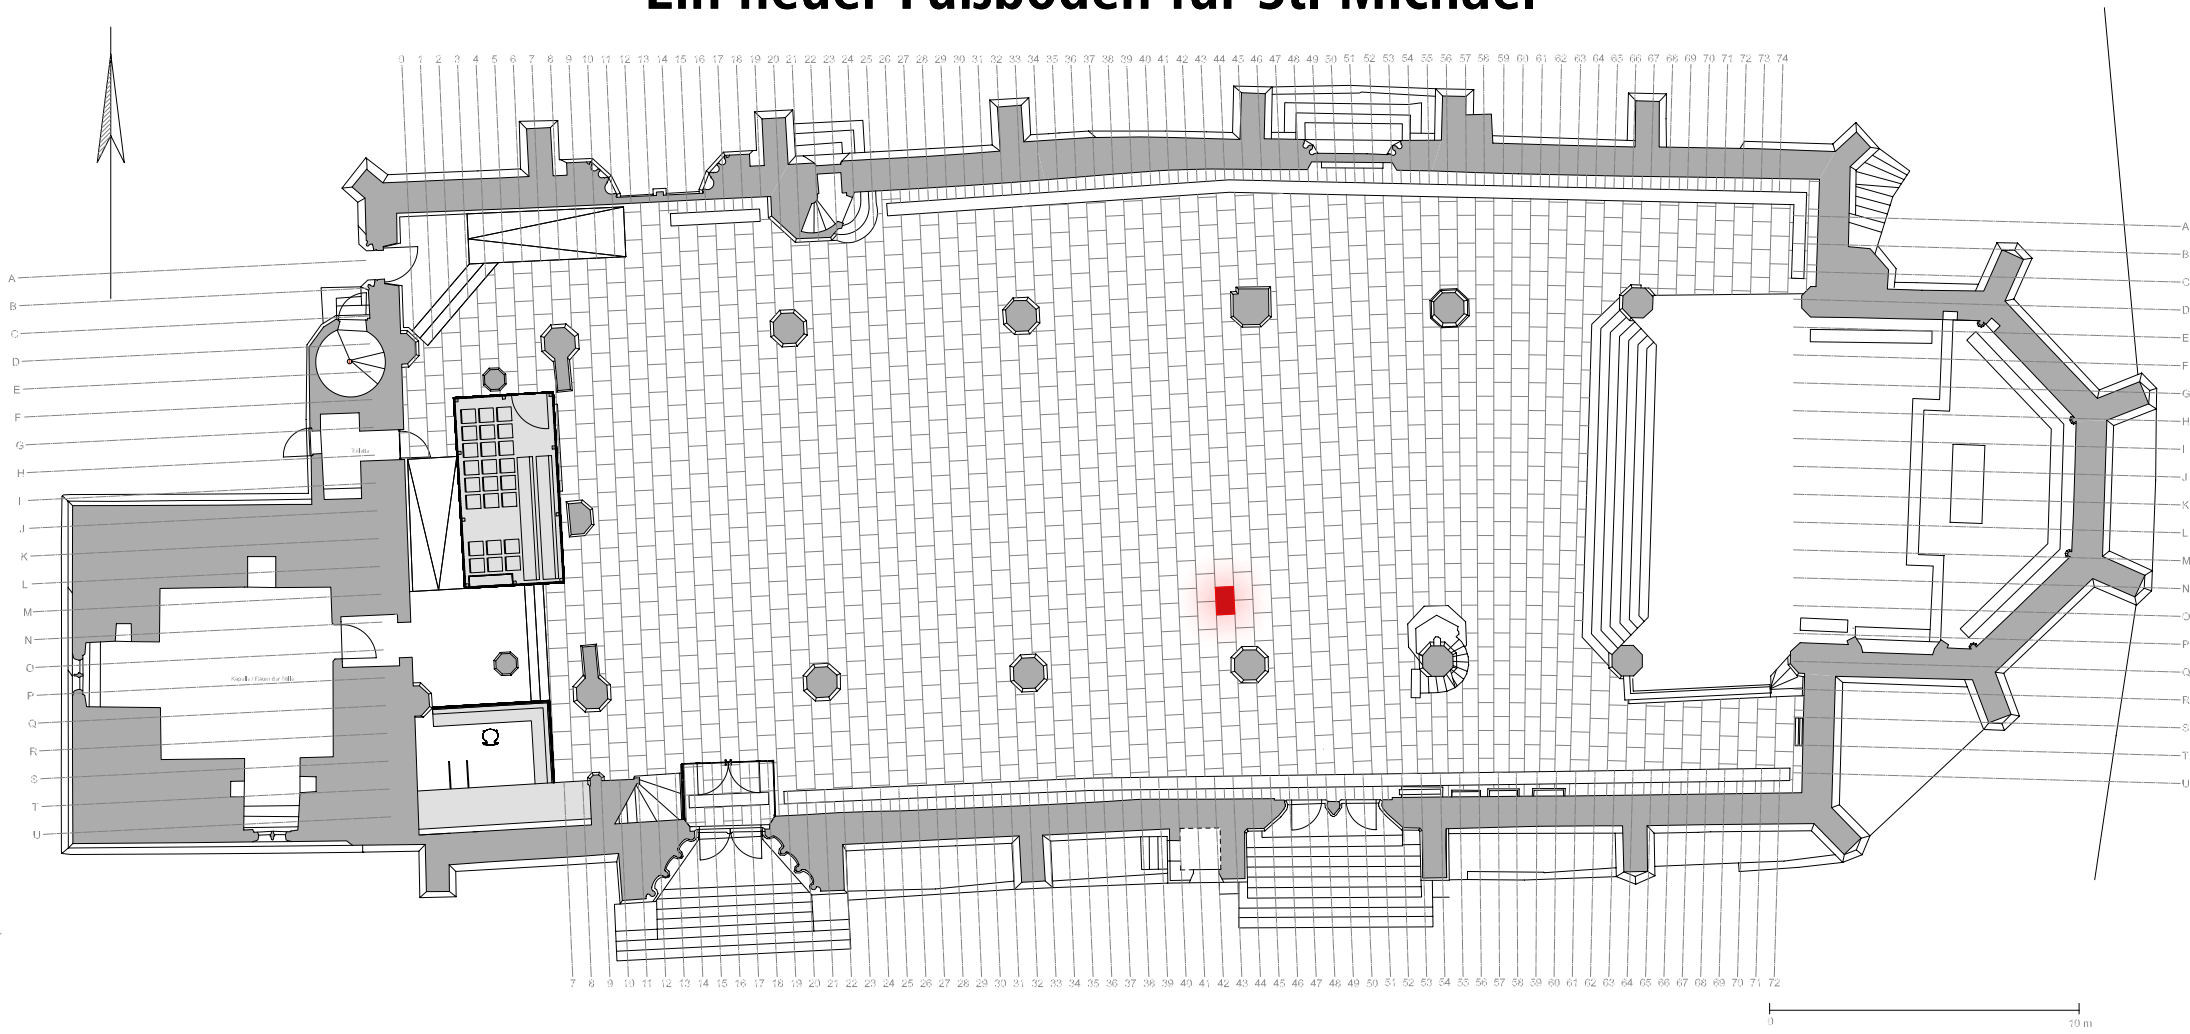 Ein neuer Fußboden für St. Michael
0 1 2 3 4 5 6 7 8 9 10 11 12 13 14 15 16 17 18 19 20 21 22 23 24 25 26 27 28 29 30 31 32 33 34 35 36 37 38 39 40 41 42 43 44 45 46 47 48 49 50 51 52 53 54 55 56 57 58 59 60 61 62 63 64 65 66 67 68 69 70 71 72 73 74
A A
B B
C C
D D
E E
F F
G G
H H
I I
J J
K K
L L
M M
N N
O O
P P
Q Q
R R
S S
T T
U U
7 8 9 10 11 12 13 14 15 16 17 18 19 20 21 22 23 24 25 26 27 28 29 30 31 32 33 34 35 36 37 38 39 40 41 42 43 44 45 46 47 48 49 50 51 52 53 54 55 56 57 58 59 60 61 62 63 64 65 66 67 68 69 70 71 72
0 10 m